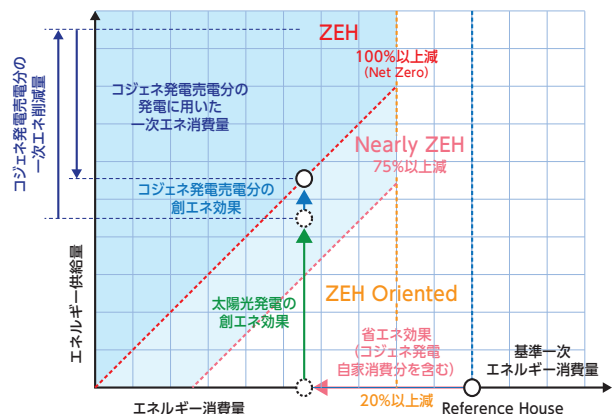 ZEH
100%以上減
(Net Zero)
コジェネ発電売電分の
発電に用いた
一次エネ消費量
コジェネ発電売電分の
一次エネ削減量
Nearly ZEH
75%以上減
コジェネ発電売電分の
創エネ効果
エネルギー供給量
ZEH Oriented
太陽光発電の
創エネ効果
省エネ効果
(コジェネ発電
自家消費分を含む)
基準一次
エネルギー消費量
エネルギー消費量
20%以上減
Reference House